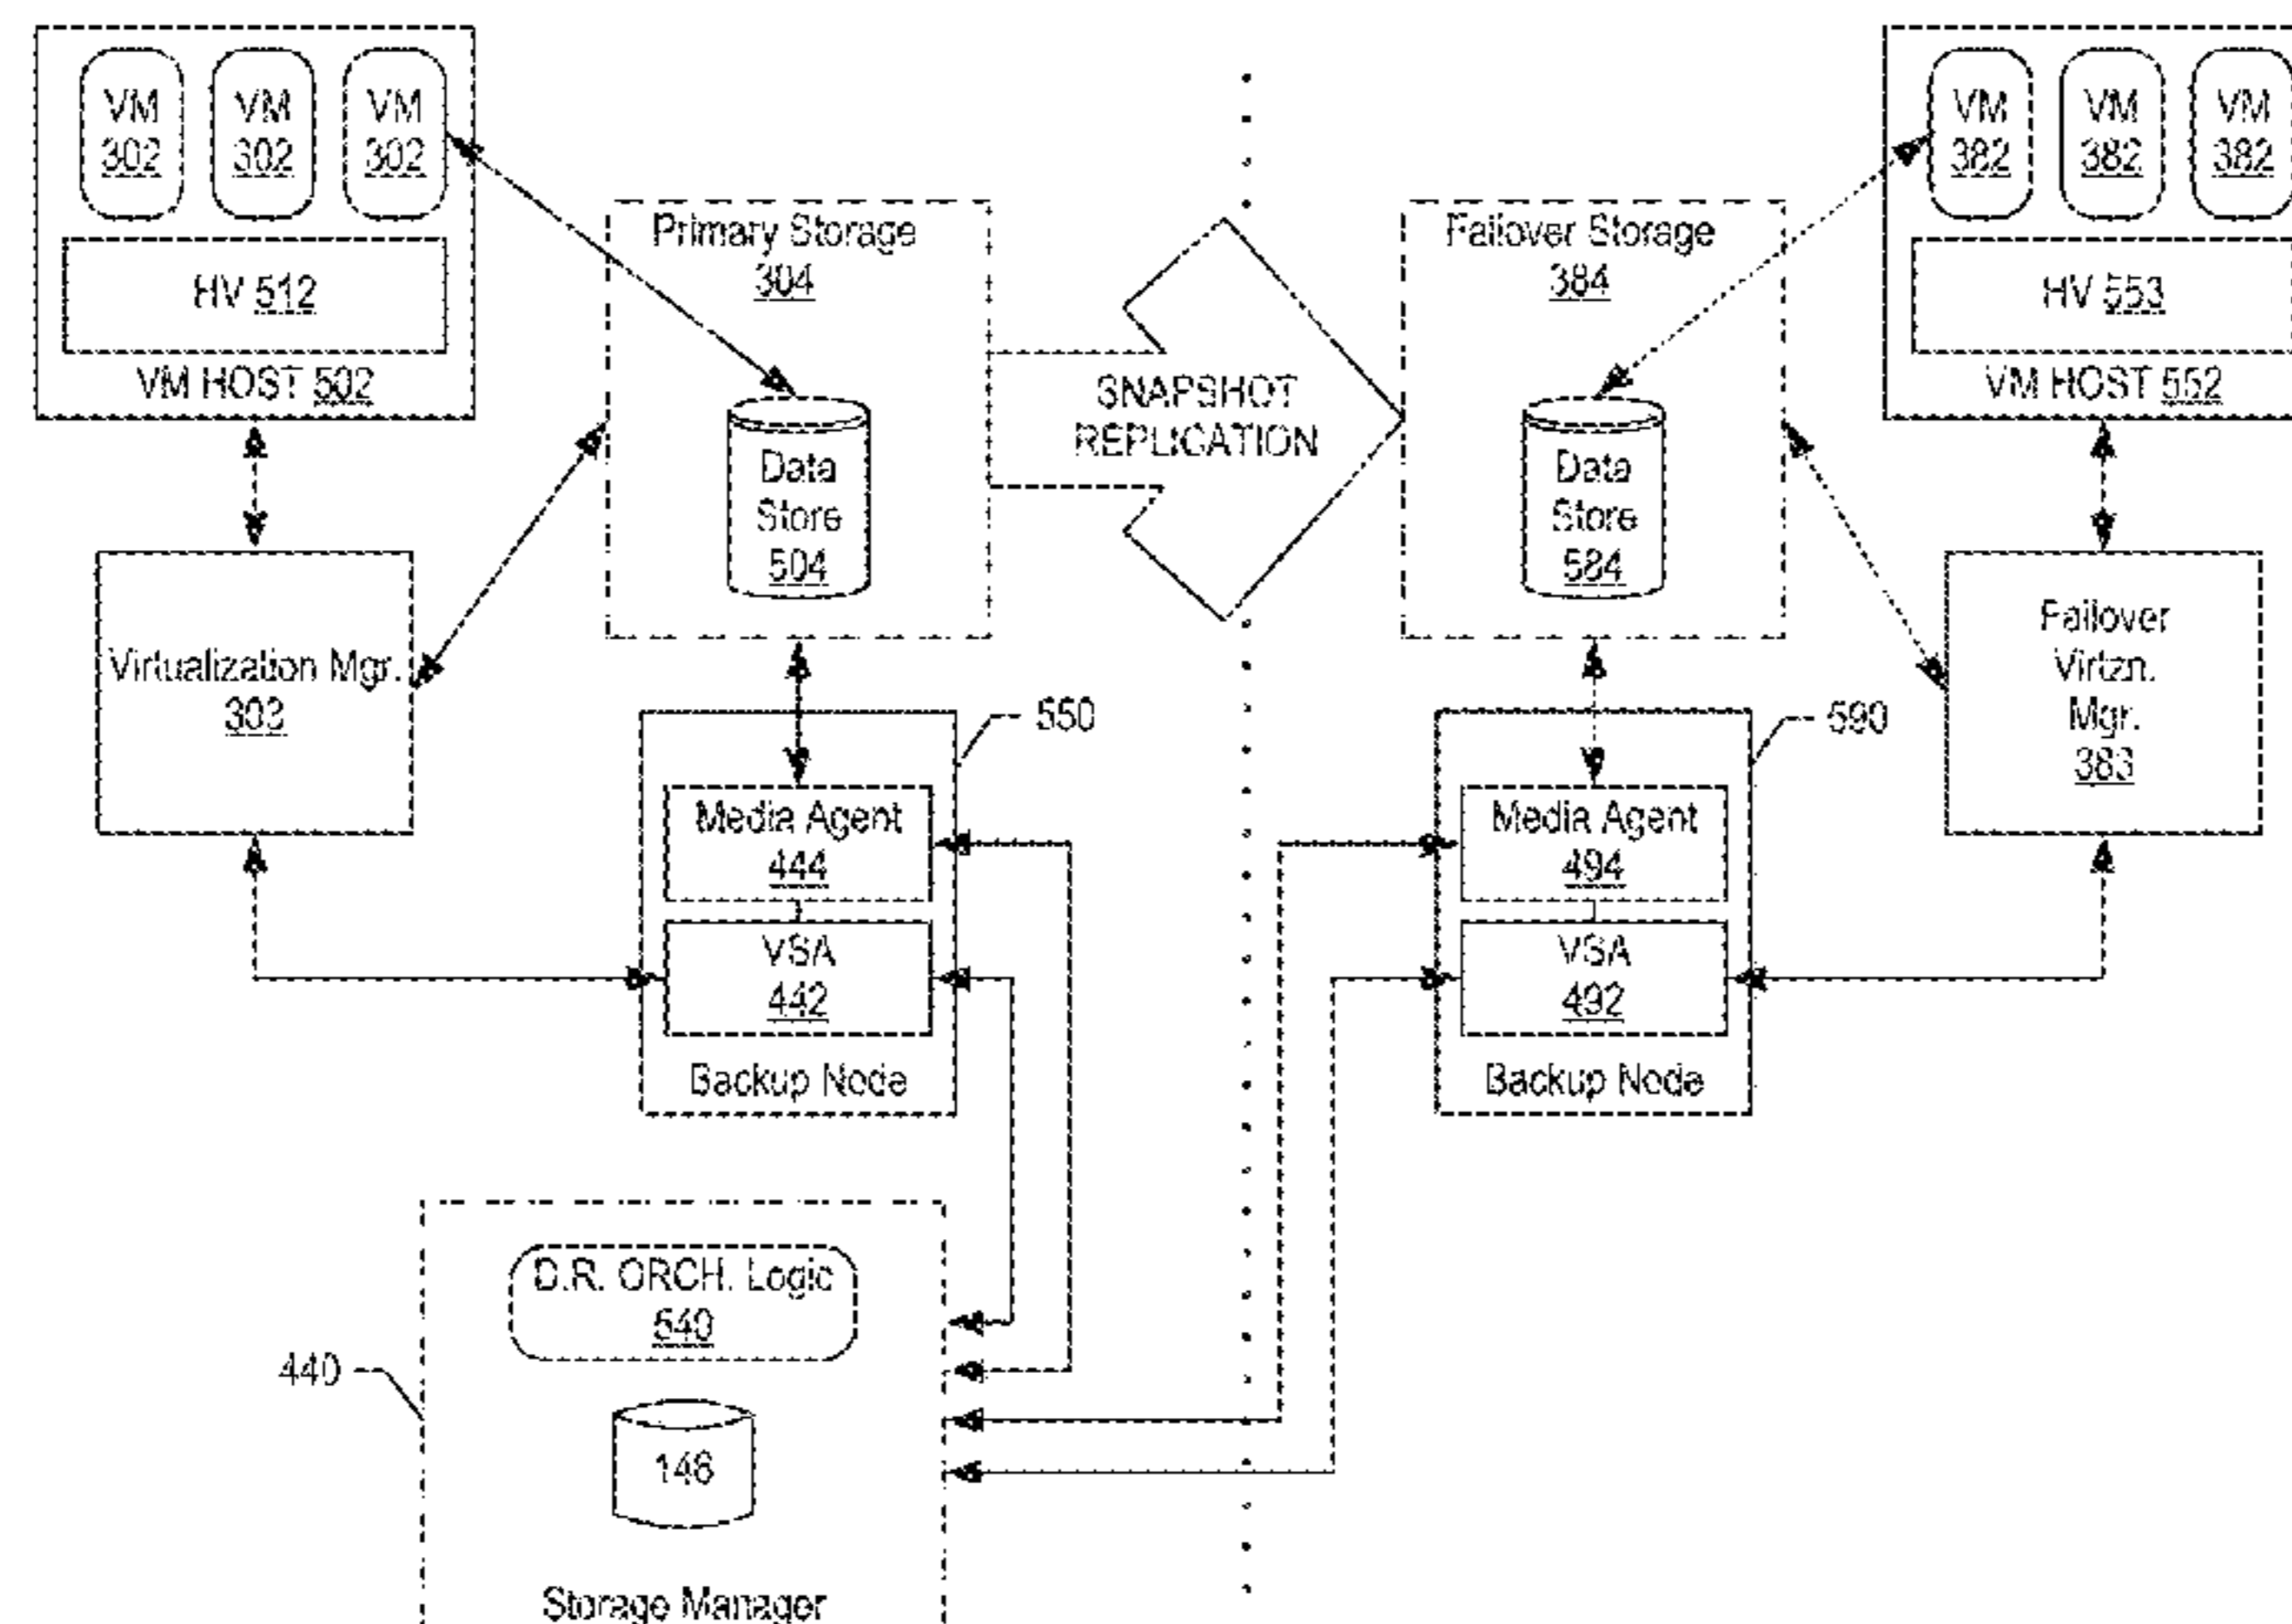 VM VM VM
302 302 302
HV 512
VM HOST 502
Primary Storage
304
Data
Store
504
SNAPSHOT
REPLICATION
Failover Storage
384
Data
Store
584
VM VM VM
382 382 382
HV 553
VM HOST 552
Virtualization Mgr.
303
550
Media Agent
444
VSA
442
Backup Node
590
Media Agent
494
VSA
492
Backup Node
Failover
Virtzn.
Mgr.
383
440
D.R. ORCH. Logic
540
146
Storage Manager